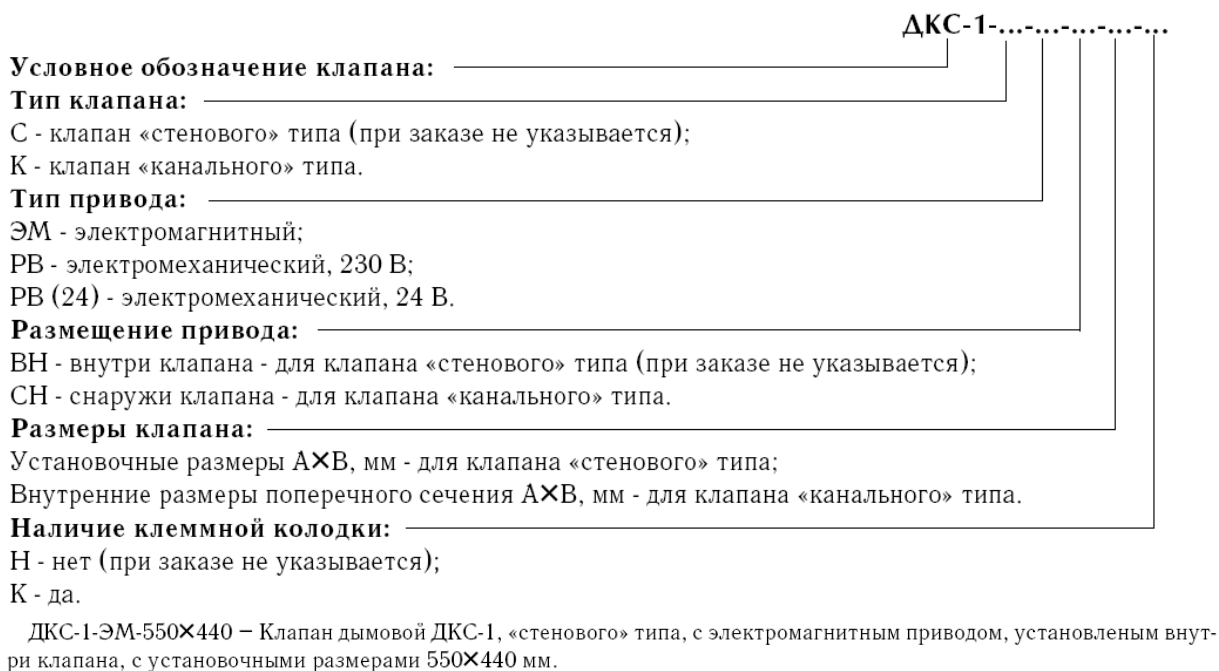 ДКС-1-...-...-...-...-...
Условное обозначение клапана:
Тип клапана:
С - клапан «стенового» типа (при заказе не указывается);
К - клапан «канального» типа.
Тип привода:
ЭМ - электромагнитный;
РВ - электромеханический, 230 В;
РВ (24) - электромеханический, 24 В.
Размещение привода:
ВН - внутри клапана - для клапана «стенового» типа (при заказе не указывается);
СН - снаружи клапана - для клапана «канального» типа.
Размеры клапана:
Установочные размеры А×В, мм - для клапана «стенового» типа;
Внутренние размеры поперечного сечения А×В, мм - для клапана «канального» типа.
Наличие клеммной колодки:
Н - нет (при заказе не указывается);
К - да.
ДКС-1-ЭМ-550×440 – Клапан дымовой ДКС-1, «стенового» типа, с электромагнитным приводом, установленым внут-
ри клапана, с установочными размерами 550×440 мм.